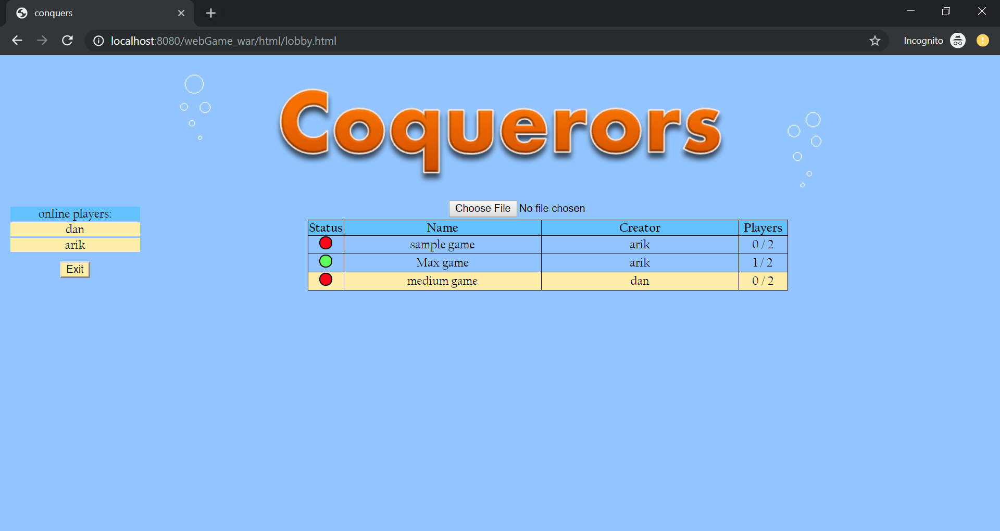 conquers
localhost:8080/webGame_war/html/lobby.html
Incognito
Coquerors
Choose File No file chosen
online players:
dan
arik
Exit
Status Name Creator Players
sample game arik 0 / 2
Max game arik 1 / 2
medium game dan 0 / 2